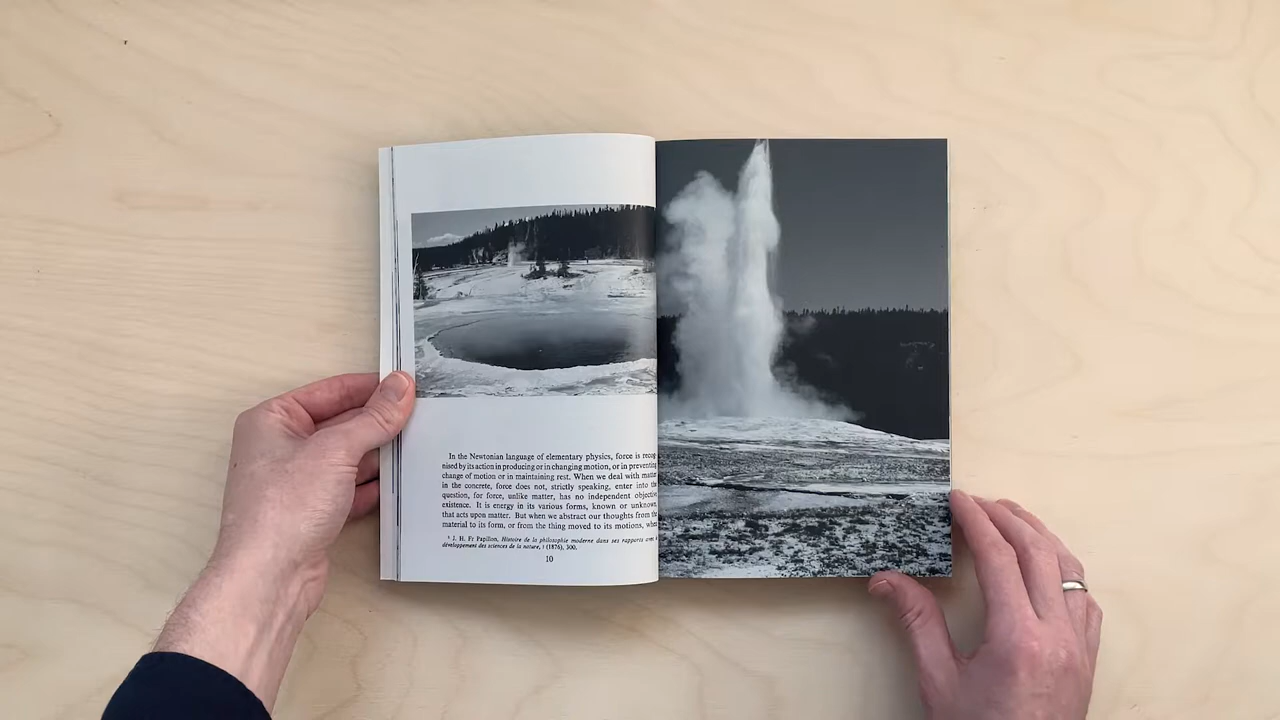 In the Newtonian language of elementary physics, force is recog-
nised by its action in producing or in changing motion, or in preventing
change of motion or in maintaining rest. When we deal with matter
in the concrete, force does not, strictly speaking, enter into the
question, for force, unlike matter, has no independent objective
existence. It is energy in its various forms, known or unknown,
that acts upon matter. But when we abstract our thoughts from the
material to its form, or from the thing moved to its motions, when
¹ J. H. Fr Papillon, Histoire de la philosophie moderne dans ses rapports avec le
développement des sciences de la nature, I (1876), 300.
10